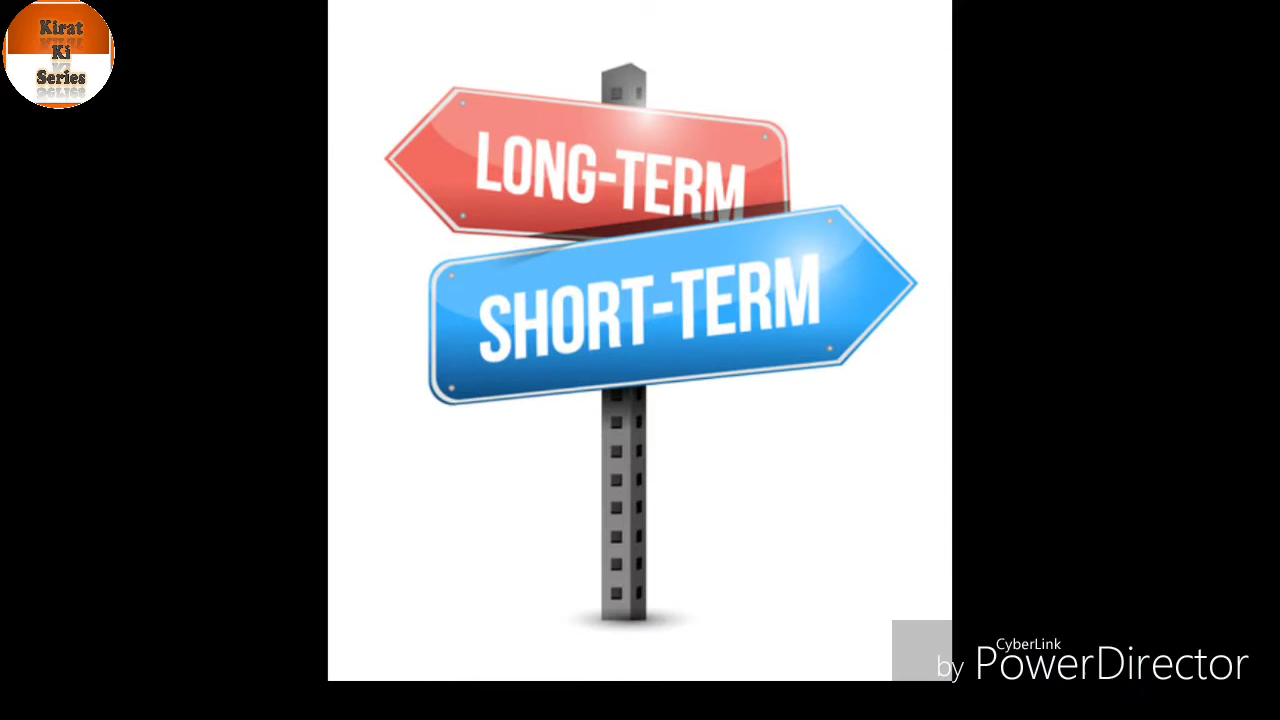 Kirat
Ki
Series
LONG-TERM
SHORT-TERM
CyberLink
by PowerDirector